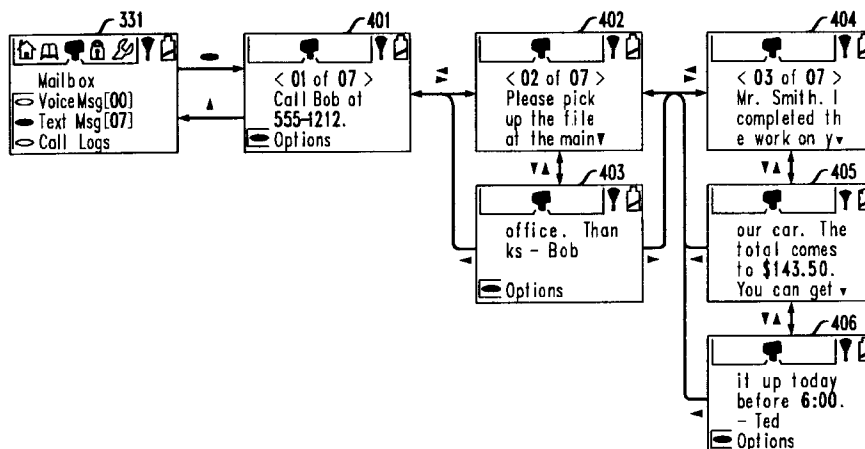 331
Mailbox
Voice Msg[00]
Text Msg[07]
Call Logs
401
< 01 of 07 >
Call Bob at
555-1212.
Options
402
< 02 of 07 >
Please pick
up the file
at the main
403
office. Than
ks - Bob
Options
404
< 03 of 07 >
Mr. Smith. I
completed th
e work on y
405
our car. The
total comes
to $143.50.
You can get
406
it up today
before 6:00.
- Ted
Options